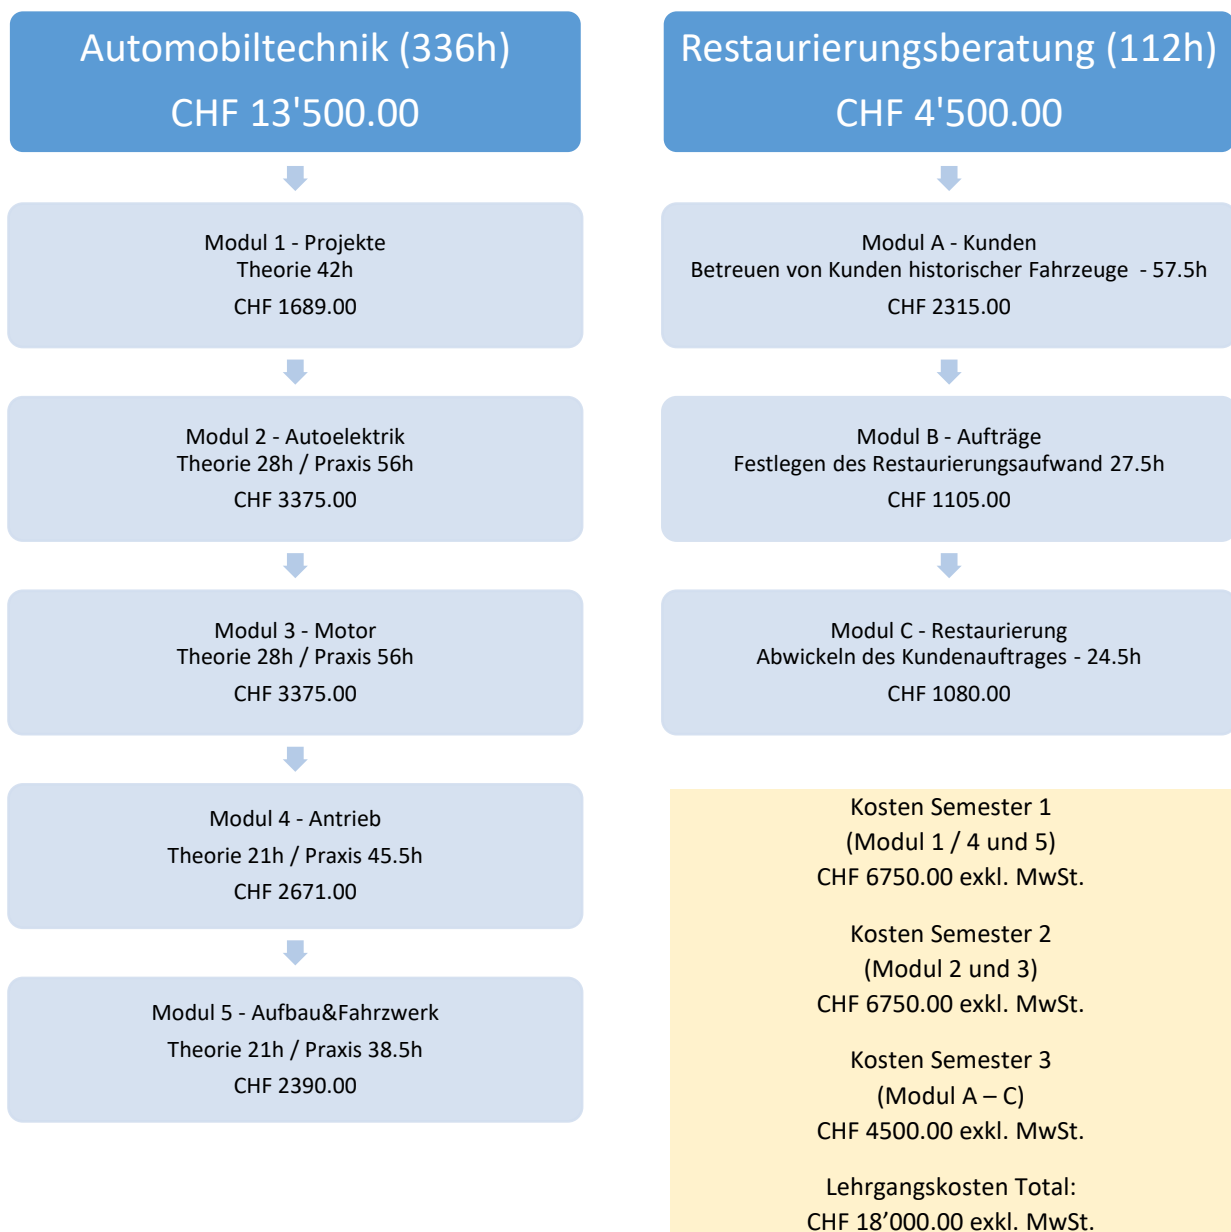 Automobiltechnik (336h)
CHF 13'500.00
Modul 1 - Projekte
Theorie 42h
CHF 1689.00
Modul 2 - Autoelektrik
Theorie 28h / Praxis 56h
CHF 3375.00
Modul 3 - Motor
Theorie 28h / Praxis 56h
CHF 3375.00
Modul 4 - Antrieb
Theorie 21h / Praxis 45.5h
CHF 2671.00
Modul 5 - Aufbau&Fahrzwerk
Theorie 21h / Praxis 38.5h
CHF 2390.00
Restaurierungsberatung (112h)
CHF 4'500.00
Modul A - Kunden
Betreuen von Kunden historischer Fahrzeuge - 57.5h
CHF 2315.00
Modul B - Aufträge
Festlegen des Restaurierungsaufwand 27.5h
CHF 1105.00
Modul C - Restaurierung
Abwickeln des Kundenauftrages - 24.5h
CHF 1080.00
Kosten Semester 1
(Modul 1 / 4 und 5)
CHF 6750.00 exkl. MwSt.
Kosten Semester 2
(Modul 2 und 3)
CHF 6750.00 exkl. MwSt.
Kosten Semester 3
(Modul A – C)
CHF 4500.00 exkl. MwSt.
Lehrgangskosten Total:
CHF 18’000.00 exkl. MwSt.